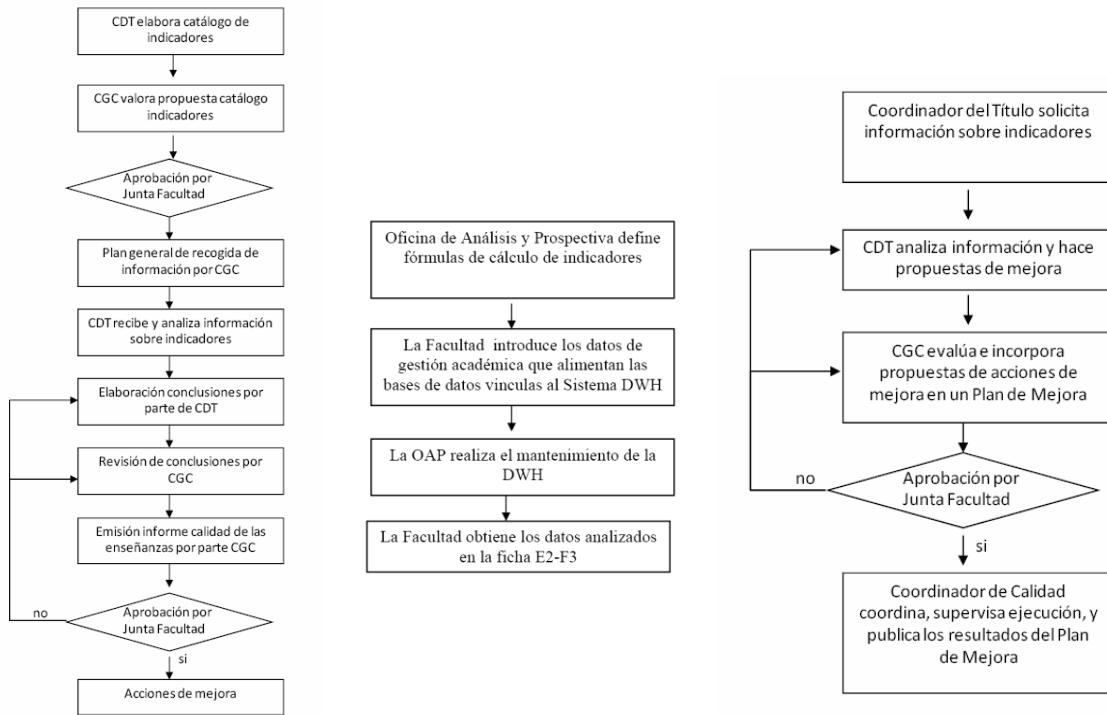 CDT elabora catálogo de
indicadores
CGC valora propuesta catálogo
indicadores
Aprobación por
Junta Facultad
Plan general de recogida de
información por CGC
CDT recibe y analiza información
sobre indicadores
Elaboración conclusiones por
parte de CDT
Revisión de conclusiones por
CGC
Emisión informe calidad de las
enseñanzas por parte CGC
no
Aprobación por
Junta Facultad
si
Acciones de mejora
Oficina de Análisis y Prospectiva define
fórmulas de cálculo de indicadores
La Facultad introduce los datos de
gestión académica que alimentan las
bases de datos vinculas al Sistema DWH
La OAP realiza el mantenimiento de la
DWH
La Facultad obtiene los datos analizados
en la ficha E2-F3
Coordinador del Título solicita
información sobre indicadores
CDT analiza información y hace
propuestas de mejora
CGC evalúa e incorpora
propuestas de acciones de
mejora en un Plan de Mejora
no
Aprobación por
Junta Facultad
si
Coordinador de Calidad
coordina, supervisa ejecución, y
publica los resultados del Plan
de Mejora